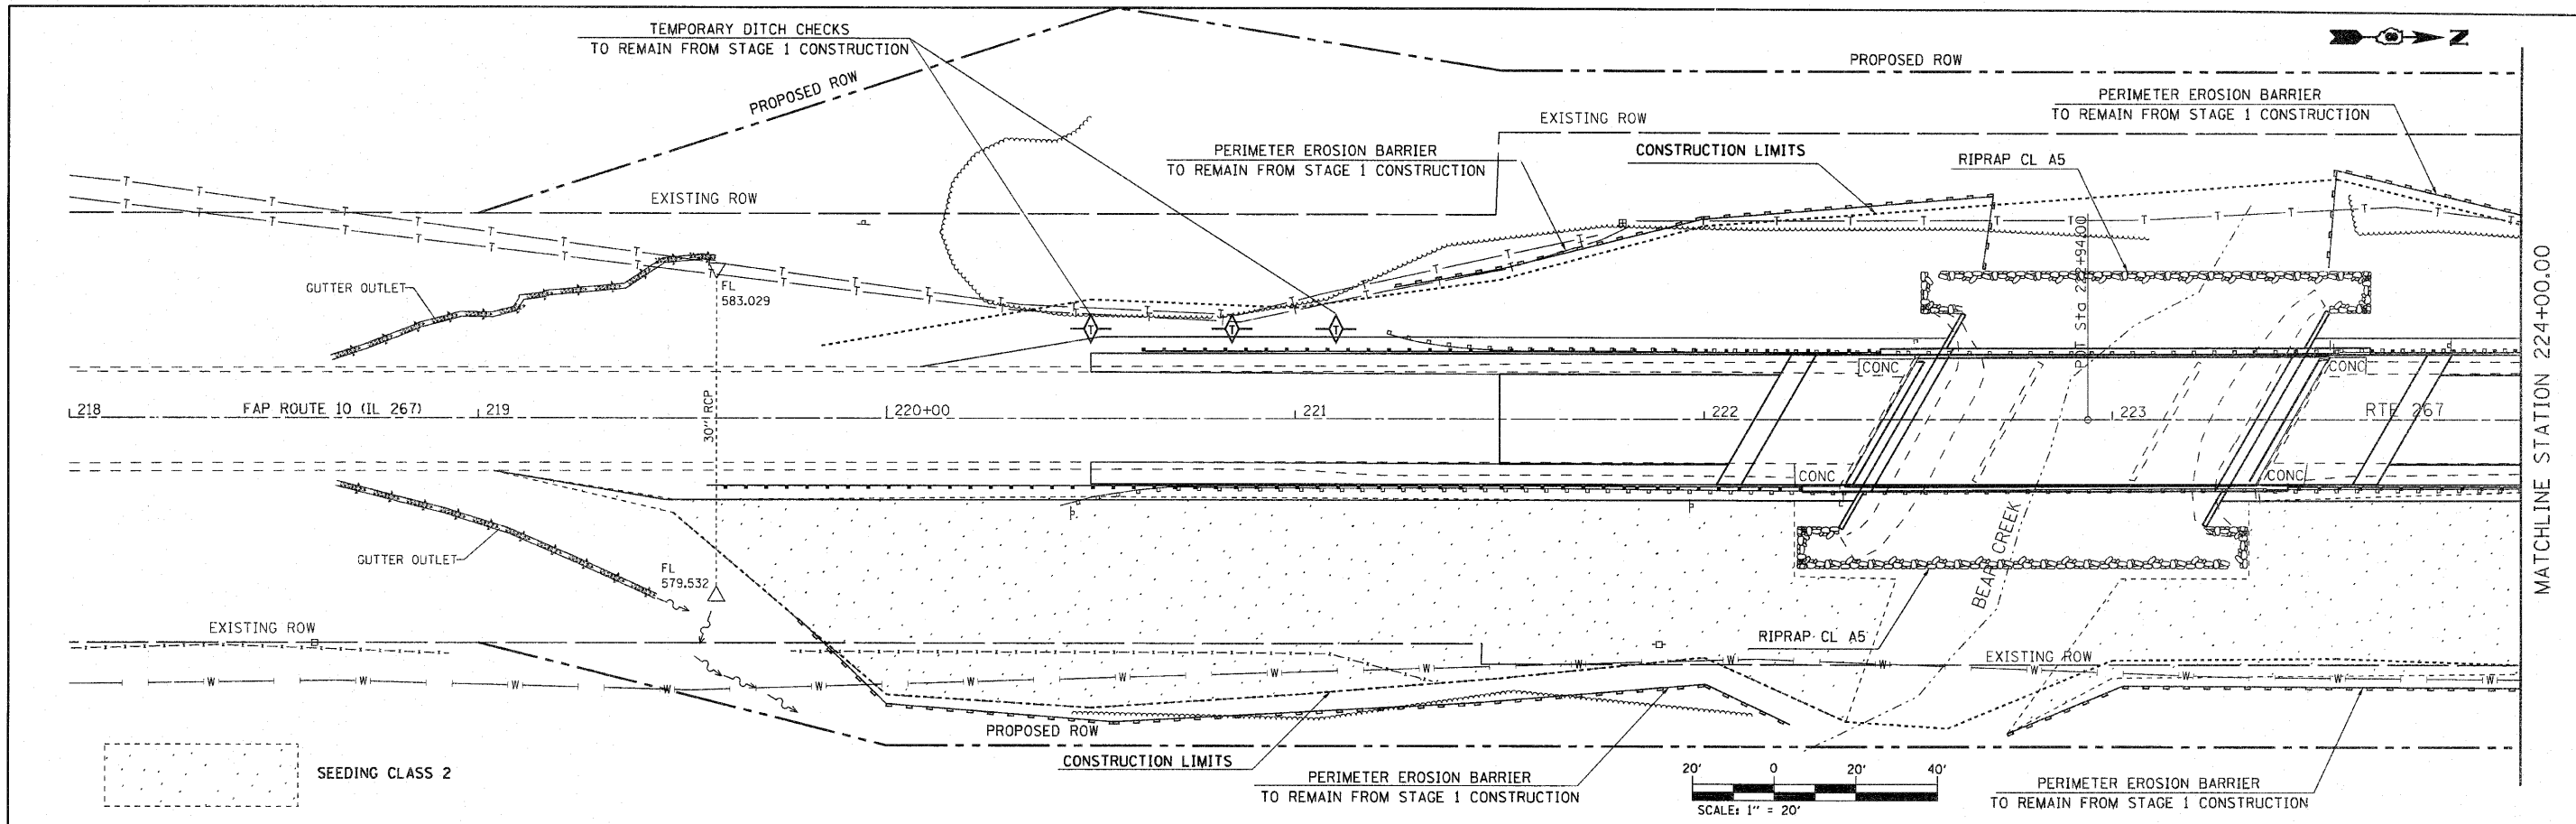 TEMPORARY DITCH CHECKS
TO REMAIN FROM STAGE 1 CONSTRUCTION
N
PROPOSED ROW
PROPOSED ROW
PERIMETER EROSION BARRIER
TO REMAIN FROM STAGE 1 CONSTRUCTION
EXISTING ROW
PERIMETER EROSION BARRIER
TO REMAIN FROM STAGE 1 CONSTRUCTION
CONSTRUCTION LIMITS
RIPRAP CL A5
EXISTING ROW
POT Sta 222+94.00
MATCHLINE STATION 224+00.00
GUTTER OUTLET
FL
583.029
CONC
CONC
218
FAP ROUTE 10 (IL 267)
219
30" RCP
220+00
221
222
223
RTE 267
CONC
CONC
GUTTER OUTLET
FL
579.532
BEAR CREEK
EXISTING ROW
RIPRAP CL A5
EXISTING ROW
PROPOSED ROW
CONSTRUCTION LIMITS
SEEDING CLASS 2
PERIMETER EROSION BARRIER
TO REMAIN FROM STAGE 1 CONSTRUCTION
20' 0 20' 40'
SCALE: 1" = 20'
PERIMETER EROSION BARRIER
TO REMAIN FROM STAGE 1 CONSTRUCTION